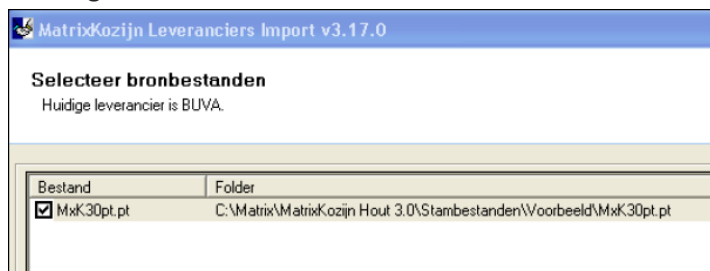 MatrixKozijn Leveranciers Import v3.17.0
Selecteer bronbestanden
Huidige leverancier is BUVA.
Bestand Folder
MxK30pt.pt C:\Matrix\MatrixKozijn Hout 3.0\Stambestanden\Voorbeeld\MxK30pt.pt